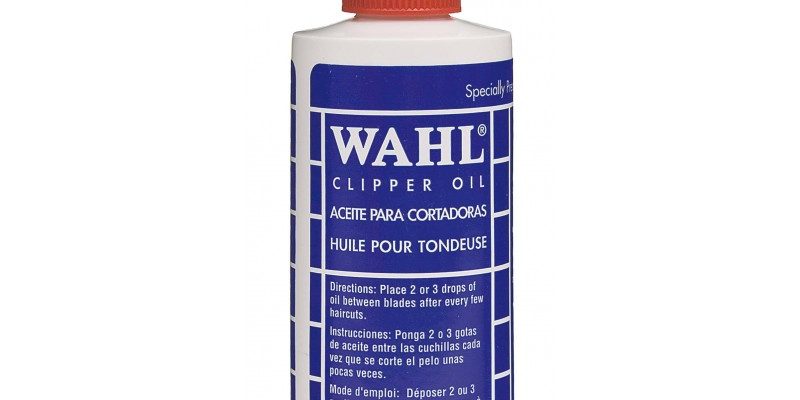 Specially
WAHL®
CLIPPER OIL
ACEITE PARA CORTADORAS
HUILE POUR TONDEUSE
Directions: Place 2 or 3 drops of
oil between blades after every few
haircuts.
Instrucciones: Ponga 2 o 3 gotas
de aceite entre las cuchillas cada
vez que se corte el pelo unas
pocas veces.
Mode d'emploi: Déposer 2 ou 3